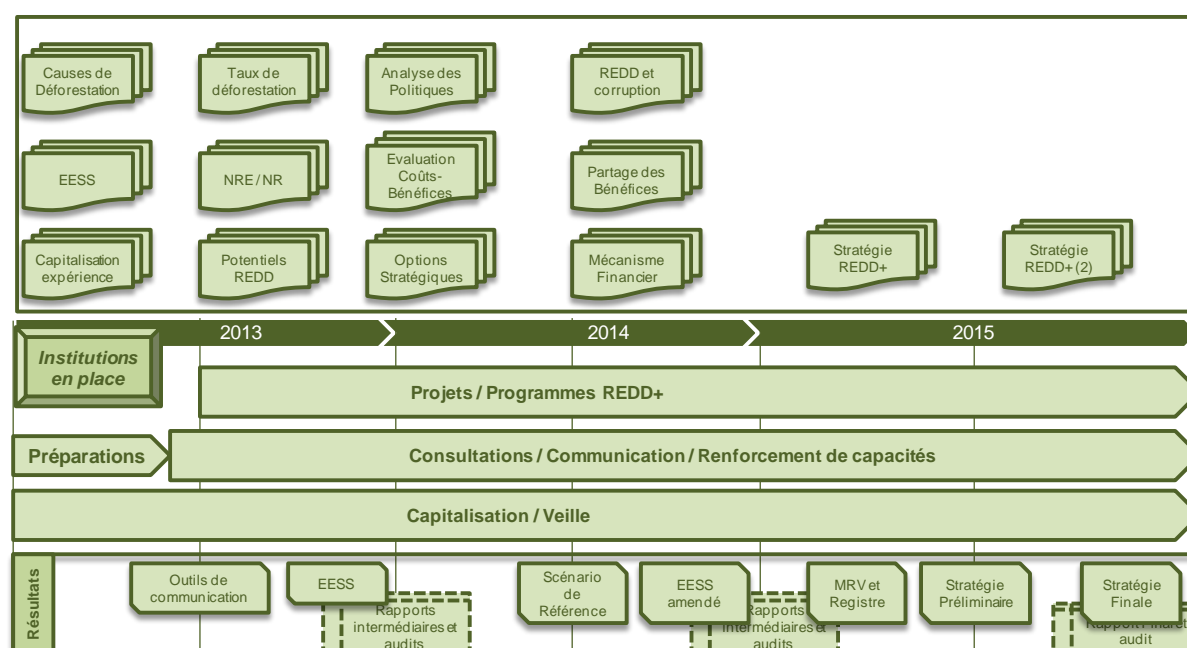 Causes de
Déforestation
Taux de
déforestation
Analyse des
Politiques
REDD et
corruption
EESS
NRE / NR
Evaluation
Coûts-
Bénéfices
Partage des
Bénéfices
Capitalisation
expérience
Potentiels
REDD
Options
Stratégiques
Mécanisme
Financier
Stratégie
REDD+
Stratégie
REDD+ (2)
2013
2014
2015
Institutions
en place
Projets / Programmes REDD+
Préparations
Consultations / Communication / Renforcement de capacités
Capitalisation / Veille
Résultats
Outils de
communication
EESS
Rapports
intermédiaires et
audits
Scénario
de
Référence
EESS
amendé
Rapports
intermédiaires et
audits
MRV et
Registre
Stratégie
Préliminaire
Stratégie
Finale
Rapport Final et
audit